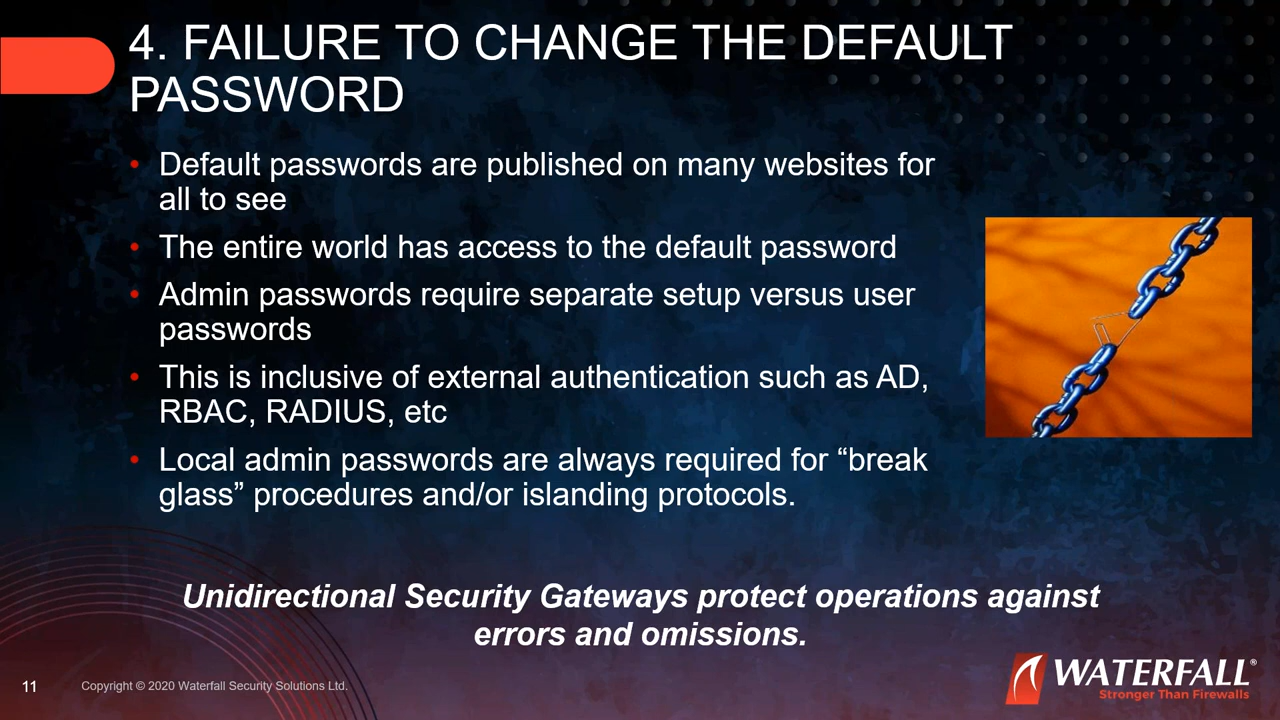 4. FAILURE TO CHANGE THE DEFAULT
PASSWORD
• Default passwords are published on many websites for
all to see
• The entire world has access to the default password
• Admin passwords require separate setup versus user
passwords
• This is inclusive of external authentication such as AD,
RBAC, RADIUS, etc
• Local admin passwords are always required for “break
glass” procedures and/or islanding protocols.
Unidirectional Security Gateways protect operations against
errors and omissions.
11
Copyright © 2020 Waterfall Security Solutions Ltd.
WATERFALL®
Stronger Than Firewalls